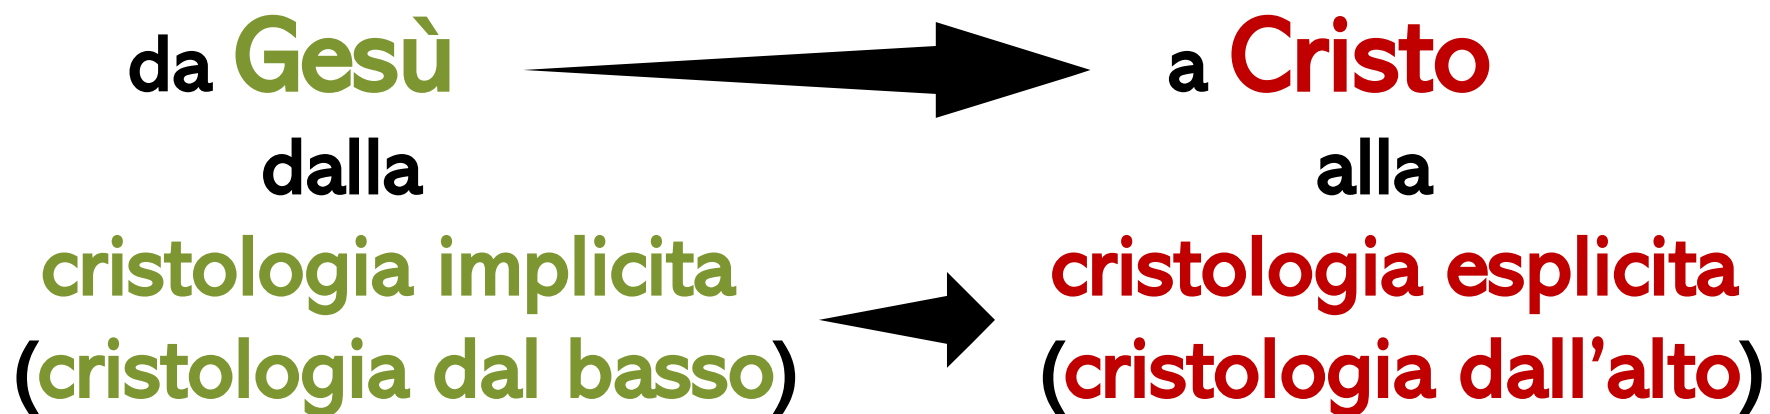 da Gesù a Cristo
dalla alla
cristologia implicita cristologia esplicita
(cristologia dal basso) (cristologia dall’alto)